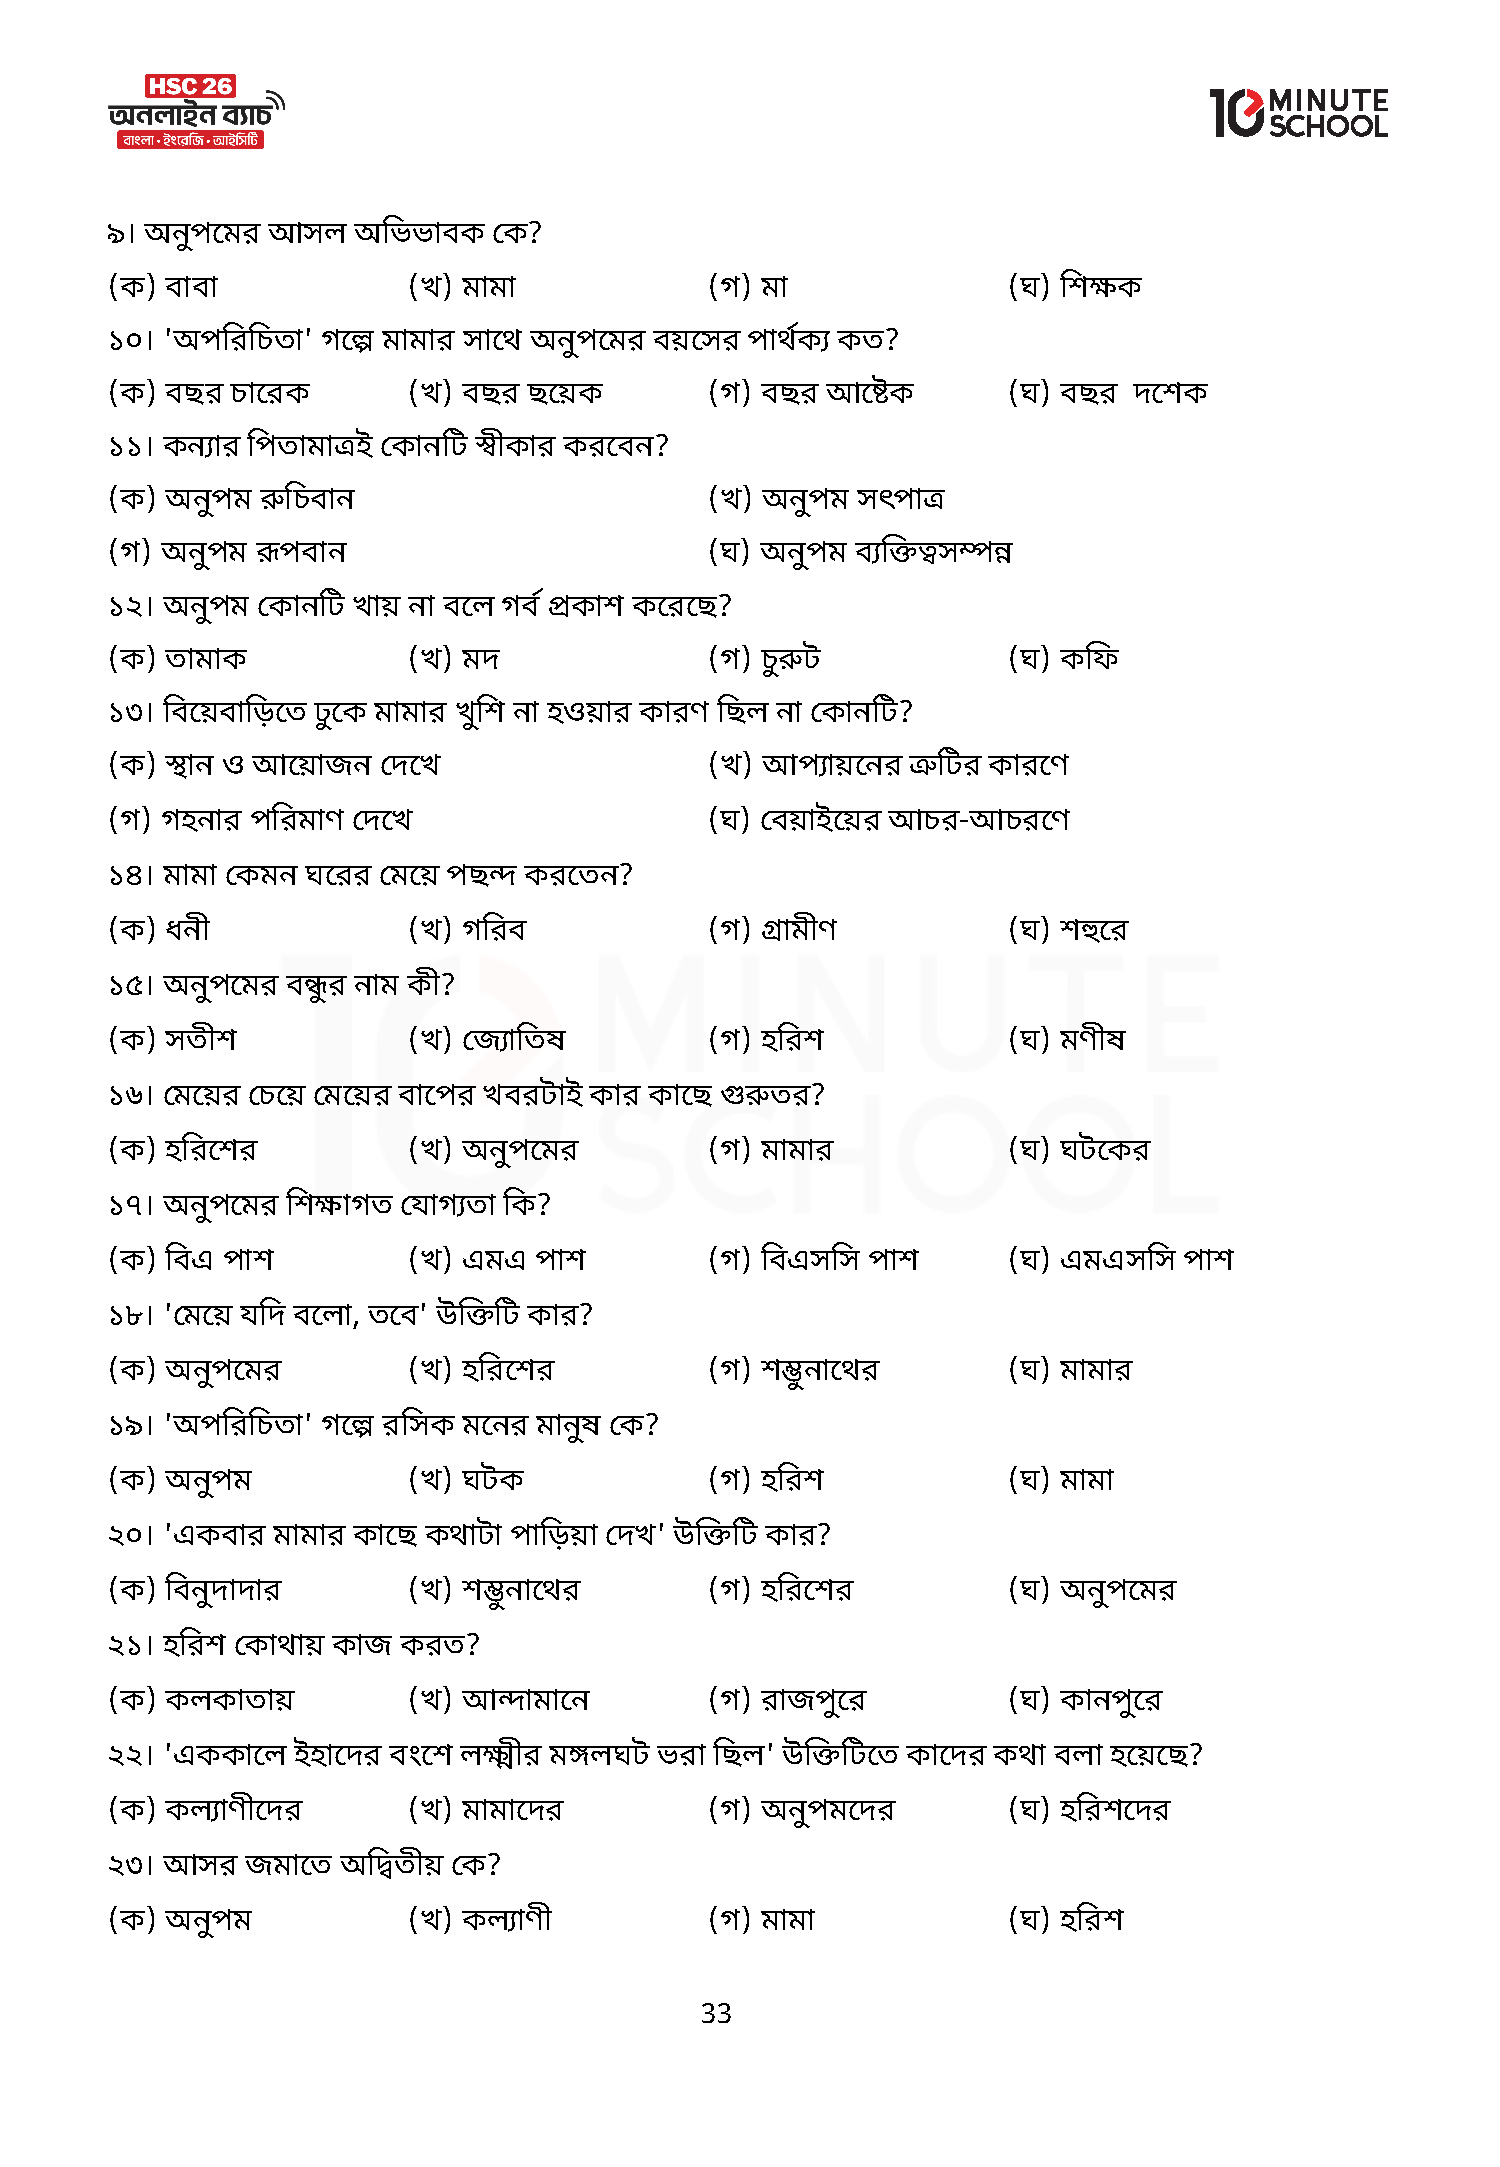 HSC 26
অনলাইন ব্যাচ
বাংলা • ইংরেজি • আইসিটি
10 MINUTE SCHOOL
৯। অনুপমের আসল অভিভাবক কে?
(ক) বাবা (খ) মামা (গ) মা (ঘ) শিক্ষক
১০। 'অপরিচিতা' গল্পে মামার সাথে অনুপমের বয়সের পার্থক্য কত?
(ক) বছর চারেক (খ) বছর ছয়েক (গ) বছর আষ্টেক (ঘ) বছর দশেক
১১। কন্যার পিতামাত্রই কোনটি স্বীকার করবেন?
(ক) অনুপম রুচিবান (খ) অনুপম সৎপাত্র
(গ) অনুপম রূপবান (ঘ) অনুপম ব্যক্তিত্বসম্পন্ন
১২। অনুপম কোনটি খায় না বলে গর্ব প্রকাশ করেছে?
(ক) তামাক (খ) মদ (গ) চুরুট (ঘ) কফি
১৩। বিয়েবাড়িতে ঢুকে মামার খুশি না হওয়ার কারণ ছিল না কোনটি?
(ক) স্থান ও আয়োজন দেখে (খ) আপ্যায়নের ত্রুটির কারণে
(গ) গহনার পরিমাণ দেখে (ঘ) বেয়াইয়ের আচর-আচরণে
১৪। মামা কেমন ঘরের মেয়ে পছন্দ করতেন?
(ক) ধনী (খ) গরিব (গ) গ্রামীণ (ঘ) শহুরে
১৫। অনুপমের বন্ধুর নাম কী?
(ক) সতীশ (খ) জ্যোতিষ (গ) হরিশ (ঘ) মণীষ
১৬। মেয়ের চেয়ে মেয়ের বাপের খবরটাই কার কাছে গুরুতর?
(ক) হরিশের (খ) অনুপমের (গ) মামার (ঘ) ঘটকের
১৭। অনুপমের শিক্ষাগত যোগ্যতা কি?
(ক) বিএ পাশ (খ) এমএ পাশ (গ) বিএসসি পাশ (ঘ) এমএসসি পাশ
১৮। 'মেয়ে যদি বলো, তবে' উক্তিটি কার?
(ক) অনুপমের (খ) হরিশের (গ) শম্ভুনাথের (ঘ) মামার
১৯। 'অপরিচিতা' গল্পে রসিক মনের মানুষ কে?
(ক) অনুপম (খ) ঘটক (গ) হরিশ (ঘ) মামা
২০। 'একবার মামার কাছে কথাটা পাড়িয়া দেখ' উক্তিটি কার?
(ক) বিনুদাদার (খ) শম্ভুনাথের (গ) হরিশের (ঘ) অনুপমের
২১। হরিশ কোথায় কাজ করত?
(ক) কলকাতায় (খ) আন্দামানে (গ) রাজপুরে (ঘ) কানপুরে
২২। 'এককালে ইহাদের বংশে লক্ষ্মীর মঙ্গলঘট ভরা ছিল' উক্তিটিতে কাদের কথা বলা হয়েছে?
(ক) কল্যাণীদের (খ) মামাদের (গ) অনুপমদের (ঘ) হরিশদের
২৩। আসর জমাতে অদ্বিতীয় কে?
(ক) অনুপম (খ) কল্যাণী (গ) মামা (ঘ) হরিশ
33